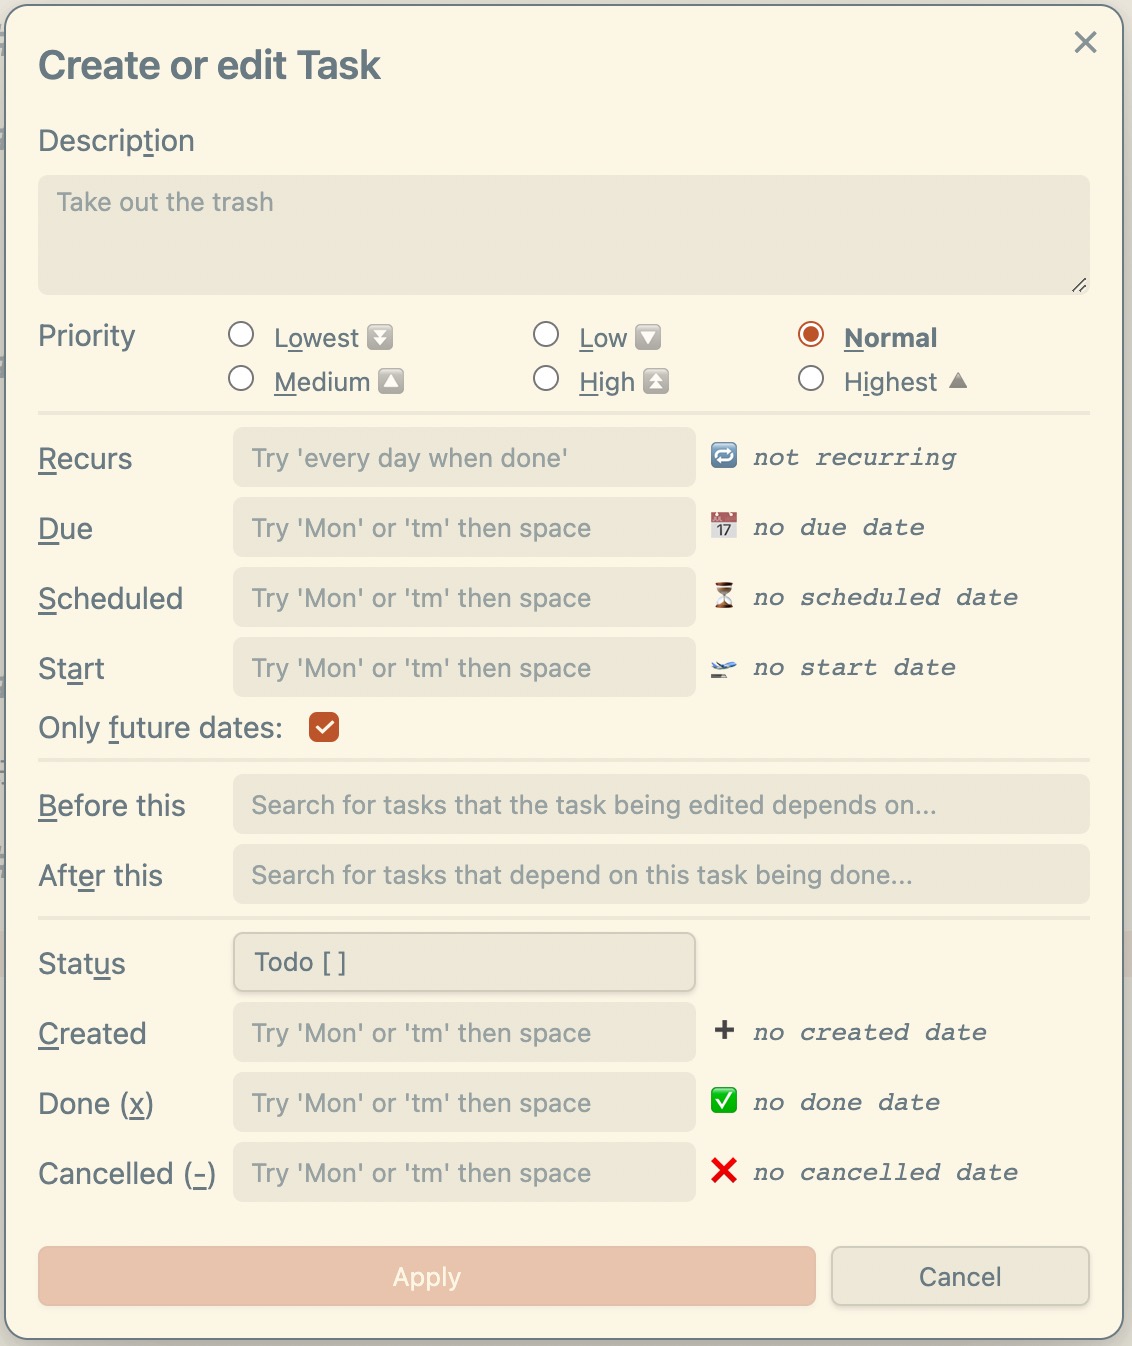 Create or edit Task
Description
Take out the trash
Priority
Lowest ⏬ Low 🔽 Normal
Medium 🔼 High ⏫ Highest 🔺
Recurs Try 'every day when done' 🔁 not recurring
Due Try 'Mon' or 'tm' then space 📅 no due date
Scheduled Try 'Mon' or 'tm' then space ⏳ no scheduled date
Start Try 'Mon' or 'tm' then space 🛫 no start date
Only future dates:
Before this Search for tasks that the task being edited depends on...
After this Search for tasks that depend on this task being done...
Status Todo [ ]
Created Try 'Mon' or 'tm' then space ➕ no created date
Done (x) Try 'Mon' or 'tm' then space ✅ no done date
Cancelled (-) Try 'Mon' or 'tm' then space ❌ no cancelled date
Apply Cancel